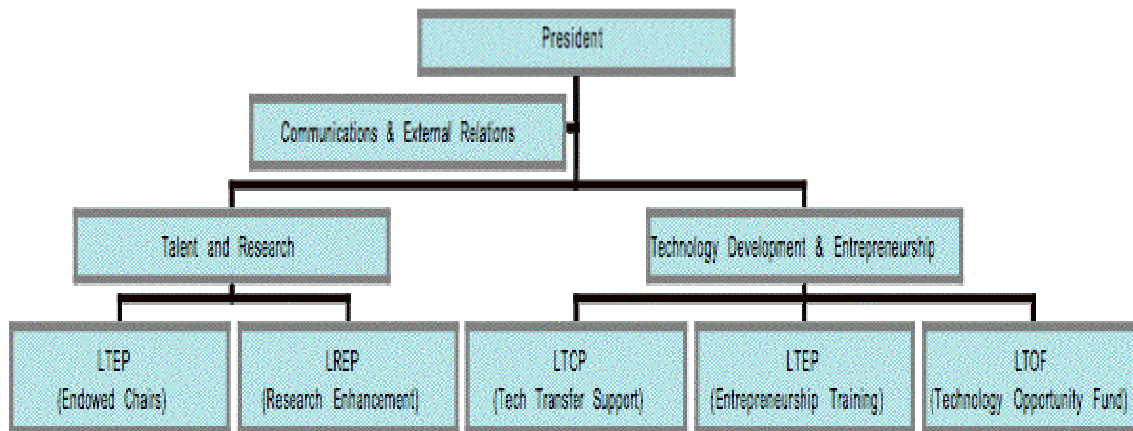 President
Communications & External Relations
Talent and Research
Technology Development & Entrepreneurship
LTEP
(Endowed Chairs)
LREP
(Research Enhancement)
LTCP
(Tech Transfer Support)
LTEP
(Entrepreneurship Training)
LTOF
(Technology Opportunity Fund)